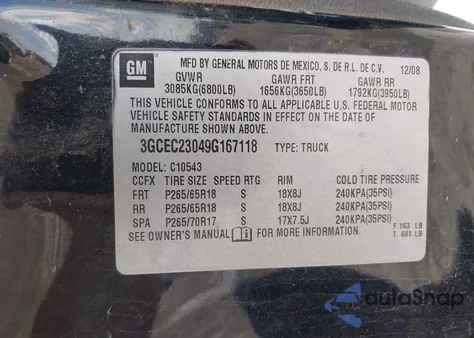 GM
MFD BY GENERAL MOTORS DE MEXICO, S. DE R.L. DE C.V. 12/08
GVWR GAWR FRT GAWR RR
3085KG(6800LB) 1656KG(3650LB) 1792KG(3950LB)
THIS VEHICLE CONFORMS TO ALL APPLICABLE U.S. FEDERAL MOTOR
VEHICLE SAFETY STANDARDS IN EFFECT ON THE DATE OF
MANUFACTURE SHOWN ABOVE.
3GCEC23049G167118 TYPE: TRUCK
MODEL: C10543
CCFX TIRE SIZE SPEED RTG RIM COLD TIRE PRESSURE
FRT P265/65R18 S 18X8J 240KPA(35PSI)
RR P265/65R18 S 18X8J 240KPA(35PSI)
SPA P265/70R17 S 17X7.5J 240KPA(35PSI)
SEE OWNER'S MANUAL i FOR MORE INFORMATION.
F 163 LB
T 601 LB
autoSnap